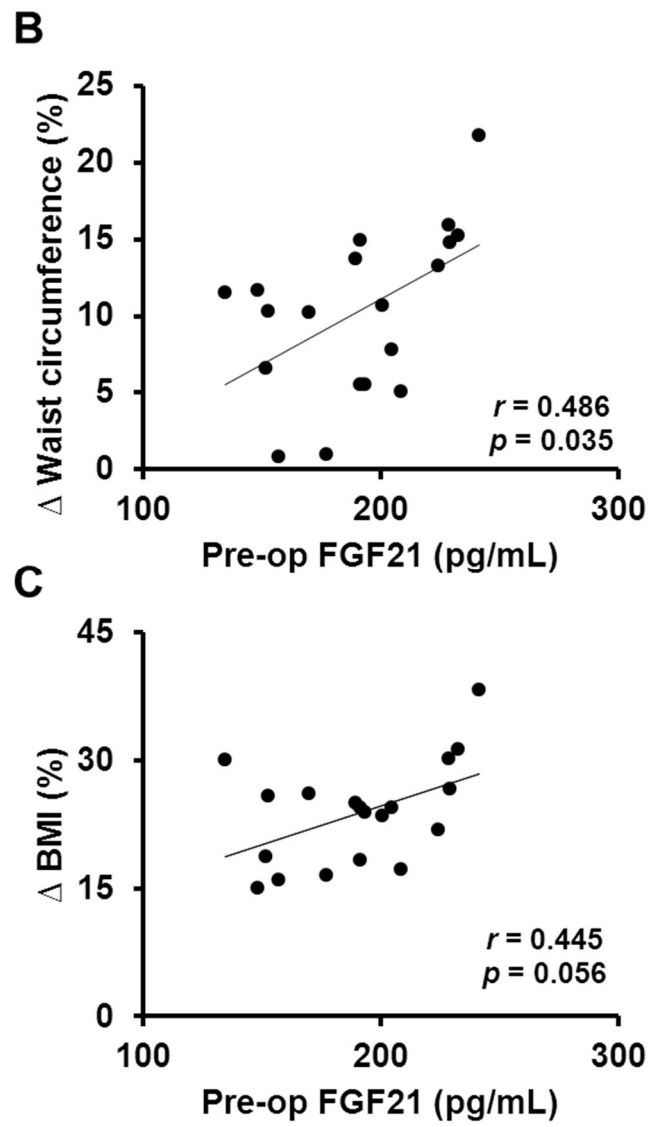 B
25
20
15
10
5
0
Δ Waist circumference (%)
r = 0.486
p = 0.035
100
200
300
Pre-op FGF21 (pg/mL)
C
45
30
15
0
Δ BMI (%)
r = 0.445
p = 0.056
100
200
300
Pre-op FGF21 (pg/mL)